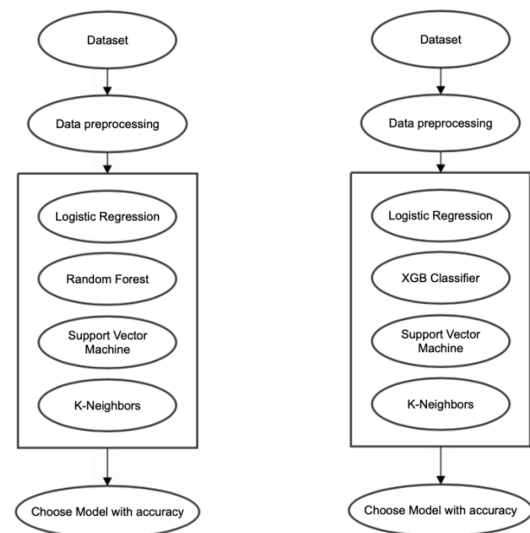 Dataset
Data preprocessing
Logistic Regression
Random Forest
Support Vector
Machine
K-Neighbors
Choose Model with accuracy
Dataset
Data preprocessing
Logistic Regression
XGB Classifier
Support Vector
Machine
K-Neighbors
Choose Model with accuracy